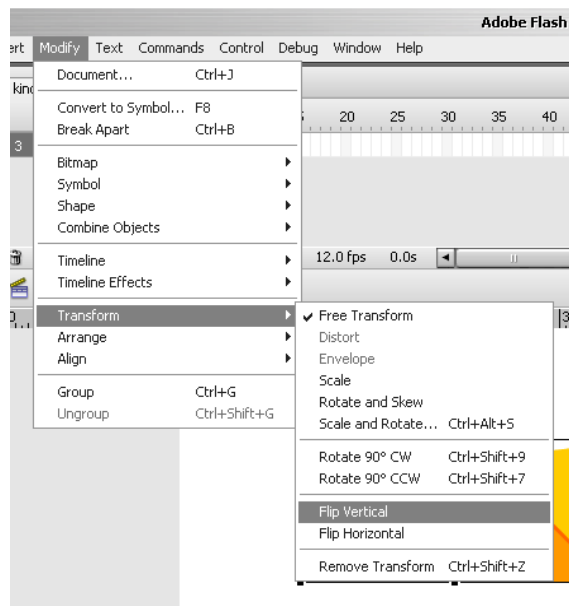 Adobe Flash
ert Modify Text Commands Control Debug Window Help
Document... Ctrl+J
kind
Convert to Symbol... F8
20 25 30 35 40
Break Apart Ctrl+B
3
Bitmap
Symbol
Shape
Combine Objects
Timeline
12.0 fps 0.0s
Timeline Effects
Transform
Free Transform
Arrange
Distort
Align
Envelope
Scale
Group Ctrl+G
Rotate and Skew
Ungroup Ctrl+Shift+G
Scale and Rotate... Ctrl+Alt+S
Rotate 90° CW Ctrl+Shift+9
Rotate 90° CCW Ctrl+Shift+7
Flip Vertical
Flip Horizontal
Remove Transform Ctrl+Shift+Z